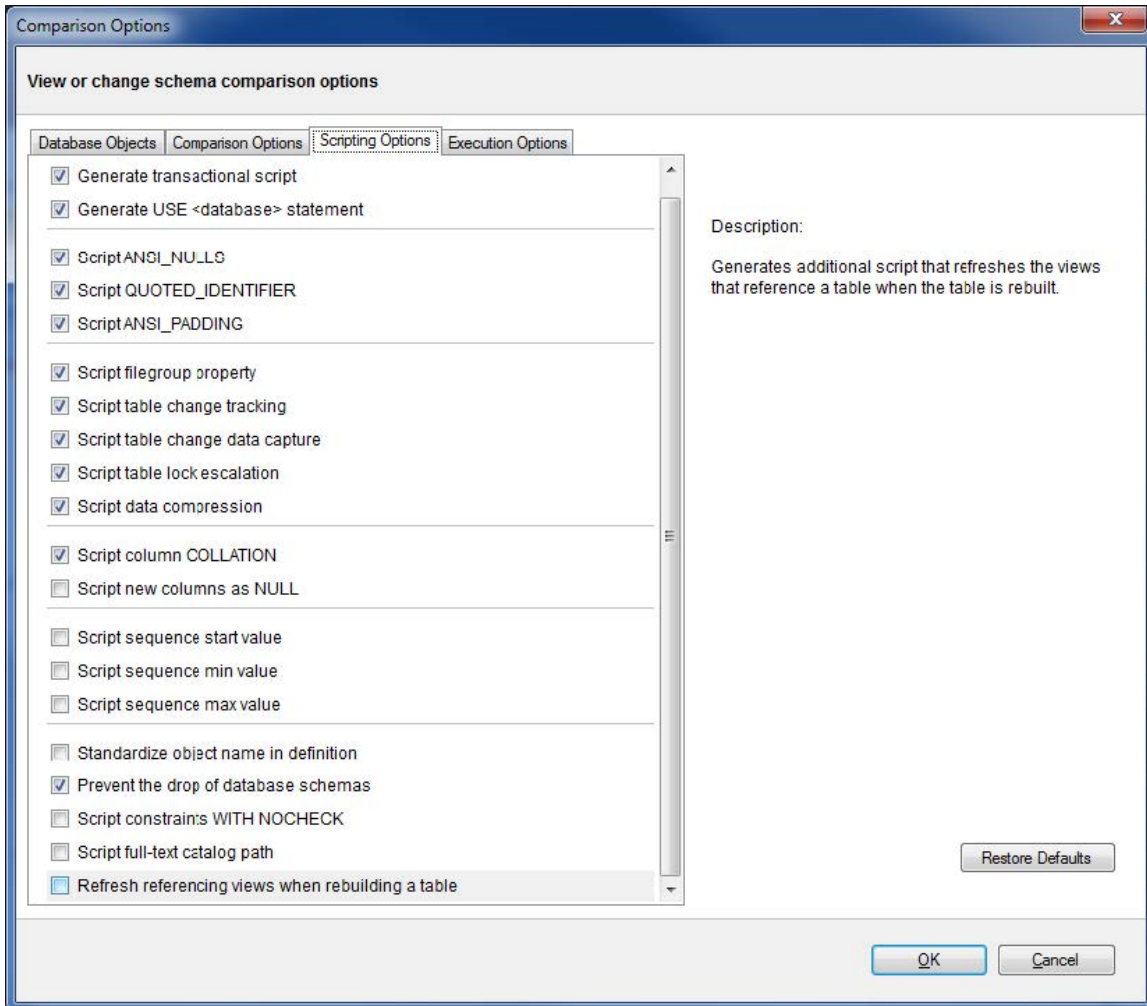 Comparison Options
View or change schema comparison options
Database Objects
Comparison Options
Scripting Options
Execution Options
Generate transactional script
Generate USE <database> statement
Script ANSI_NULLS
Script QUOTED_IDENTIFIER
Script ANSI_PADDING
Script filegroup property
Script table change tracking
Script table change data capture
Script table lock escalation
Script data compression
Script column COLLATION
Script new columns as NULL
Script sequence start value
Script sequence min value
Script sequence max value
Standardize object name in definition
Prevent the drop of database schemas
Script constraints WITH NOCHECK
Script full-text catalog path
Refresh referencing views when rebuilding a table
Description:
Generates additional script that refreshes the views
that reference a table when the table is rebuilt.
Restore Defaults
OK
Cancel